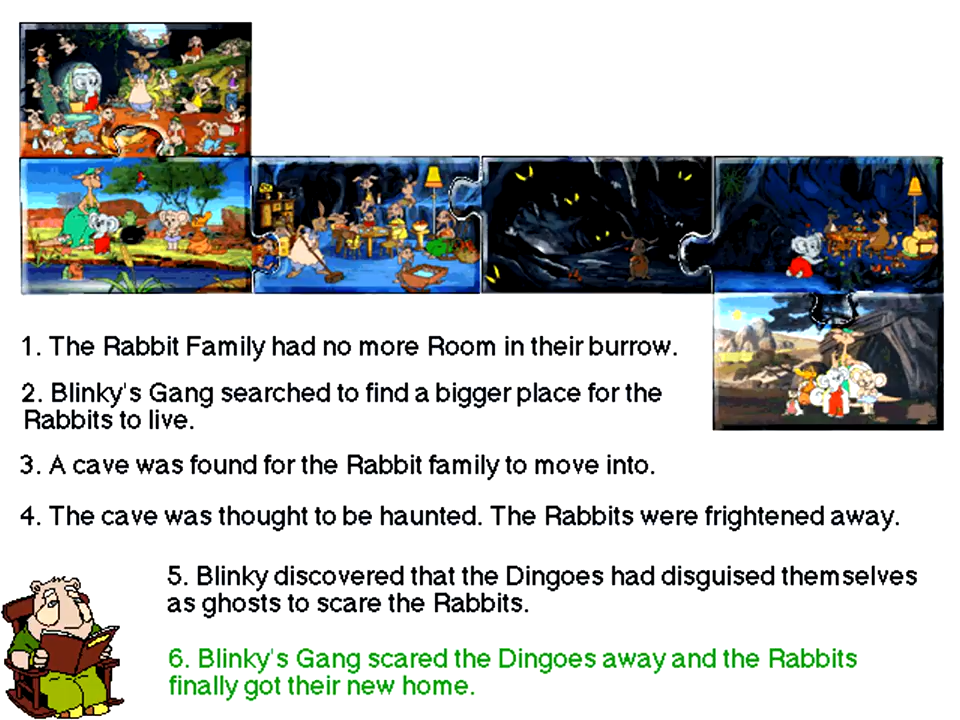 1. The Rabbit Family had no more Room in their burrow.
2. Blinky's Gang searched to find a bigger place for the
Rabbits to live.
3. A cave was found for the Rabbit family to move into.
4. The cave was thought to be haunted. The Rabbits were frightened away.
5. Blinky discovered that the Dingoes had disguised themselves
as ghosts to scare the Rabbits.
6. Blinky's Gang scared the Dingoes away and the Rabbits
finally got their new home.